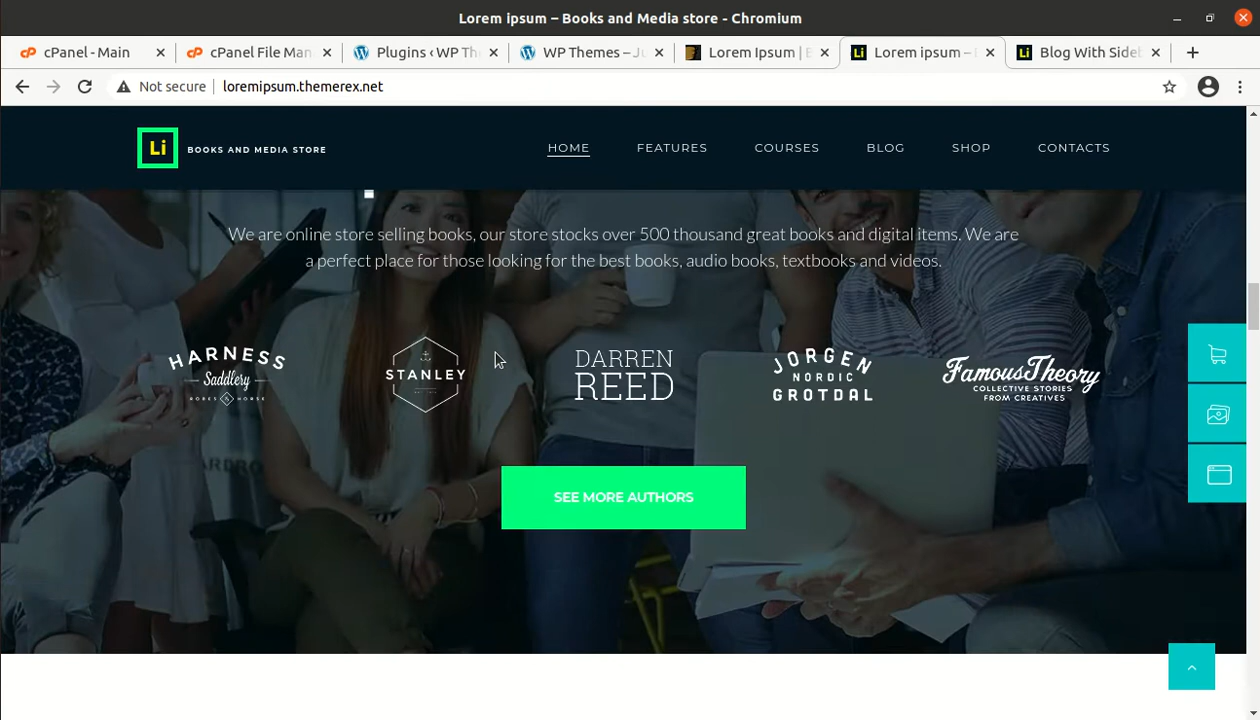 Lorem ipsum – Books and Media store - Chromium
cPanel - Main
cPanel File Man
Plugins ‹ WP Th
WP Themes – Ju
Lorem Ipsum | B
Lorem ipsum – B
Blog With Sideb
Not secure
loremipsum.themerex.net
Li
BOOKS AND MEDIA STORE
HOME
FEATURES
COURSES
BLOG
SHOP
CONTACTS
We are online store selling books, our store stocks over 500 thousand great books and digital items. We are
a perfect place for those looking for the best books, audio books, textbooks and videos.
HARNESS
Saddlery
STANLEY
DARREN
REED
JORGEN
NORDIC
GROTDAL
FamousTheory
COLLECTIVE STORIES
FROM CREATIVES
SEE MORE AUTHORS